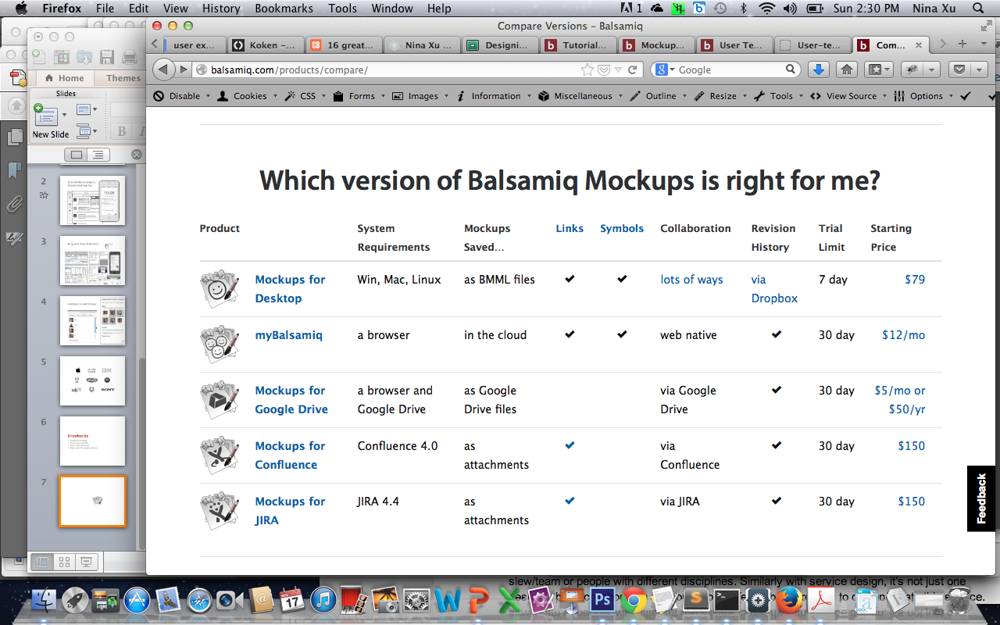 Firefox File Edit View History Bookmarks Tools Window Help 1 Sun 2:30 PM Nina Xu
Compare Versions – Balsamiq
user ex... Koken –... 16 great... Nina Xu ... Designi... Tutorial... Mockup... User Te... User-te... Com...
balsamiq.com/products/compare/ Google
Disable Cookies CSS Forms Images Information Miscellaneous Outline Resize Tools View Source Options
Home Themes
Slides
New Slide
B I
2
3
4
5
6
Drawbacks
7
Which version of Balsamiq Mockups is right for me?
Product System Requirements Mockups Saved... Links Symbols Collaboration Revision History Trial Limit Starting Price
Mockups for Desktop Win, Mac, Linux as BMML files ✔ ✔ lots of ways via Dropbox 7 day $79
myBalsamiq a browser in the cloud ✔ ✔ web native ✔ 30 day $12/mo
Mockups for Google Drive a browser and Google Drive as Google Drive files via Google Drive ✔ 30 day $5/mo or $50/yr
Mockups for Confluence Confluence 4.0 as attachments ✔ via Confluence ✔ 30 day $150
Mockups for JIRA JIRA 4.4 as attachments ✔ via JIRA ✔ 30 day $150
Feedback
slew/team or people with different disciplines. Similarly with service design, it's not just one
NOV
17